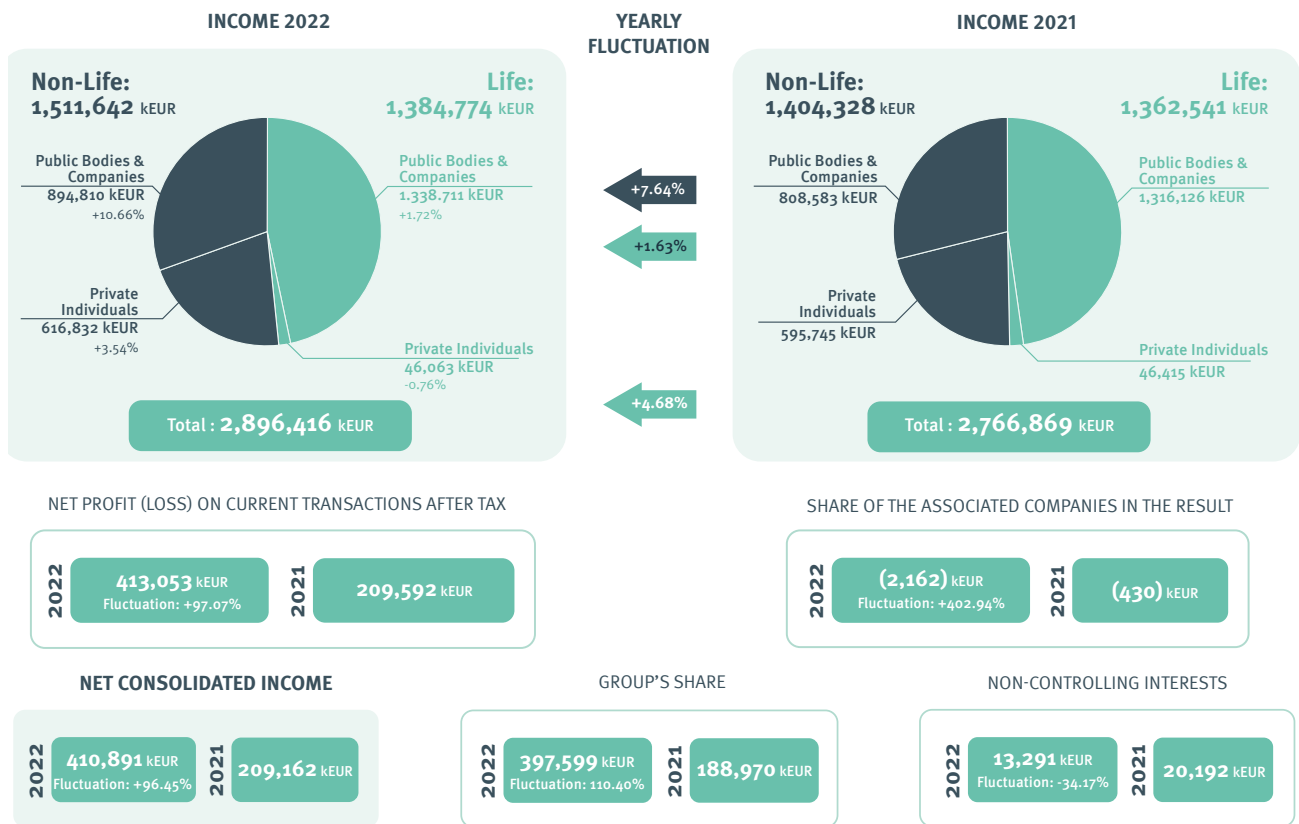 INCOME 2022
YEARLY
FLUCTUATION
INCOME 2021
Non-Life:
1,511,642 kEUR
Life:
1,384,774 kEUR
Public Bodies &
Companies
894,810 kEUR
+10.66%
Public Bodies &
Companies
1.338.711 kEUR
+1.72%
Private
Individuals
616,832 kEUR
+3.54%
Private Individuals
46,063 kEUR
-0.76%
Total : 2,896,416 kEUR
+7.64%
+1.63%
+4.68%
Non-Life:
1,404,328 kEUR
Life:
1,362,541 kEUR
Public Bodies &
Companies
808,583 kEUR
Public Bodies &
Companies
1,316,126 kEUR
Private
Individuals
595,745 kEUR
Private Individuals
46,415 kEUR
Total : 2,766,869 kEUR
NET PROFIT (LOSS) ON CURRENT TRANSACTIONS AFTER TAX
2022
413,053 kEUR
Fluctuation: +97.07%
2021
209,592 kEUR
SHARE OF THE ASSOCIATED COMPANIES IN THE RESULT
2022
(2,162) kEUR
Fluctuation: +402.94%
2021
(430) kEUR
NET CONSOLIDATED INCOME
2022
410,891 kEUR
Fluctuation: +96.45%
2021
209,162 kEUR
GROUP'S SHARE
2022
397,599 kEUR
Fluctuation: 110.40%
2021
188,970 kEUR
NON-CONTROLLING INTERESTS
2022
13,291 kEUR
Fluctuation: -34.17%
2021
20,192 kEUR